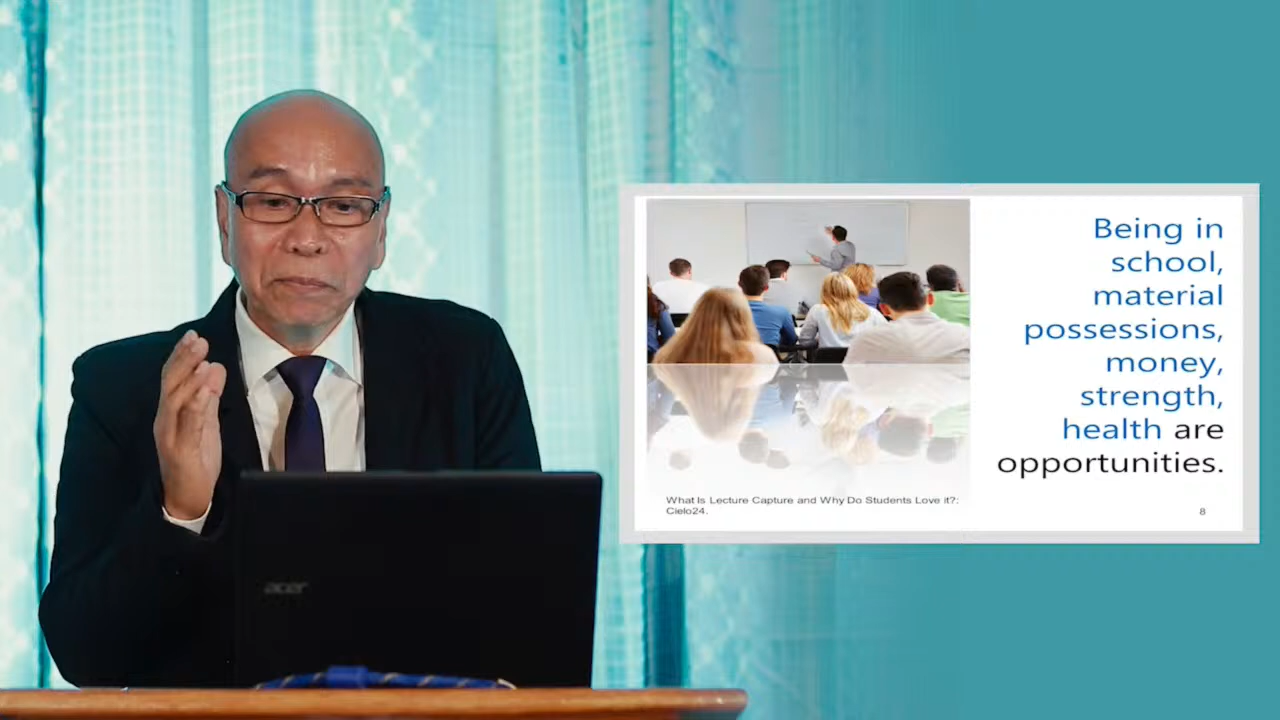 acer
Being in
school,
material
possessions,
money,
strength,
health are
opportunities.
What Is Lecture Capture and Why Do Students Love it?:
Cielo24.
8